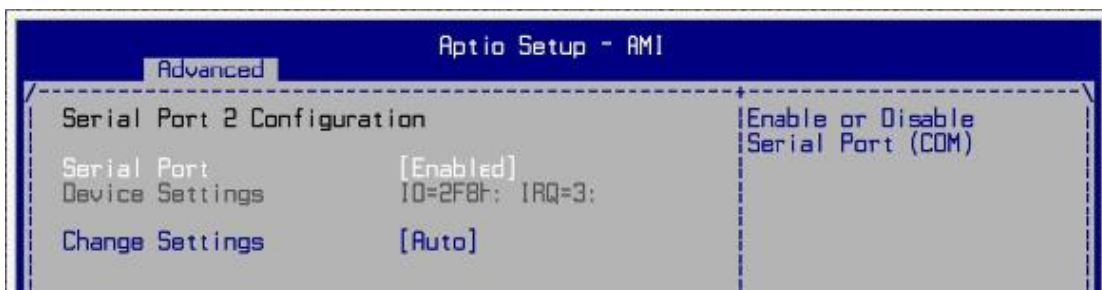 Aptio Setup - AMI
Advanced
Serial Port 2 Configuration
Serial Port [Enabled]
Device Settings IO=2F8h; IRQ=3;
Change Settings [Auto]
Enable or Disable
Serial Port (COM)